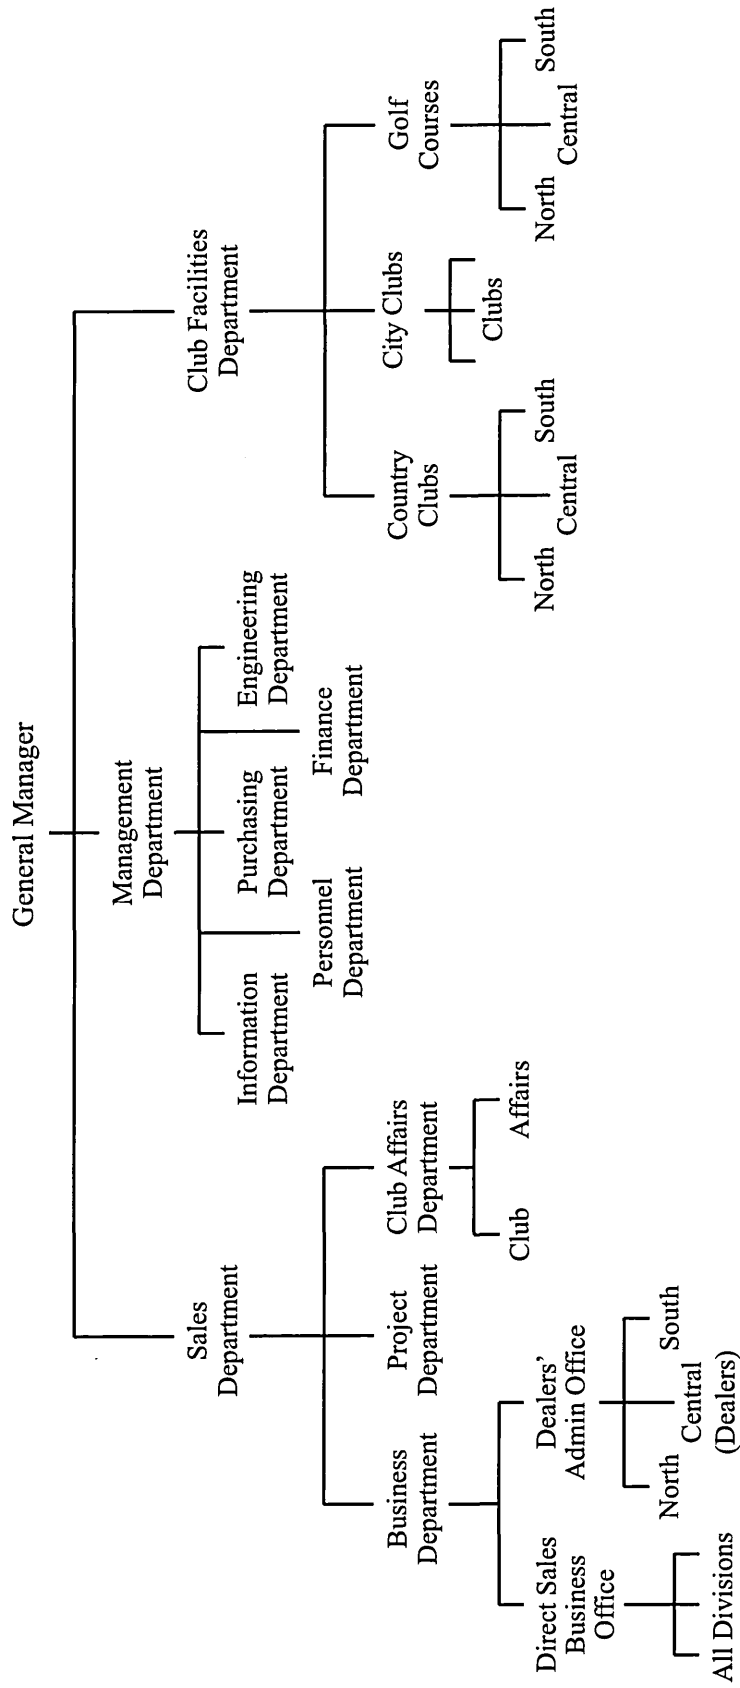 General Manager
Sales
Department
Management
Department
Club Facilities
Department
Business
Department
Project
Department
Club Affairs
Department
Information
Department
Personnel
Department
Purchasing
Department
Finance
Department
Engineering
Department
Country
Clubs
City Clubs
Golf
Courses
Direct Sales
Business
Office
Dealers'
Admin Office
Club
Affairs
North
Central
South
Clubs
North
Central
South
All Divisions
North
Central
(Dealers)
South